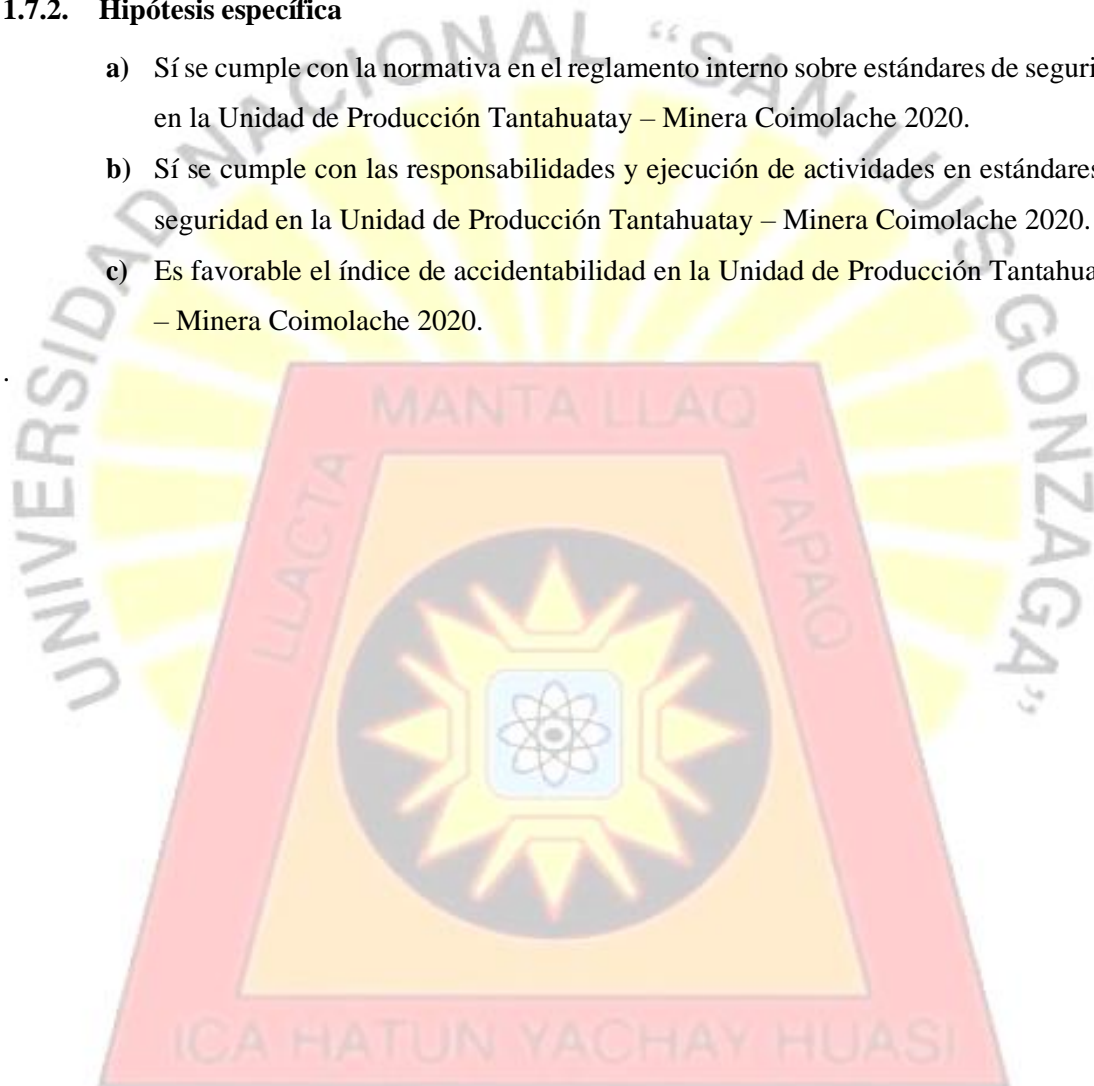 1.7.2. Hipótesis específica
a) Sí se cumple con la normativa en el reglamento interno sobre estándares de seguri
en la Unidad de Producción Tantahuatay – Minera Coimolache 2020.
b) Sí se cumple con las responsabilidades y ejecución de actividades en estándares
seguridad en la Unidad de Producción Tantahuatay – Minera Coimolache 2020.
c) Es favorable el índice de accidentabilidad en la Unidad de Producción Tantahua
– Minera Coimolache 2020.
.
UNIVERSIDAD NACIONAL “SAN LUIS GONZAGA”
MANTA LLAQ
LLACTA
TAPAQ
ICA HATUN YACHAY HUASI